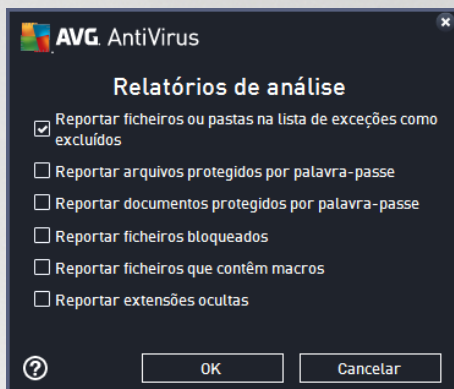 AVG. AntiVirus
Relatórios de análise
Reportar ficheiros ou pastas na lista de exceções como
excluídos
Reportar arquivos protegidos por palavra-passe
Reportar documentos protegidos por palavra-passe
Reportar ficheiros bloqueados
Reportar ficheiros que contêm macros
Reportar extensões ocultas
OK
Cancelar